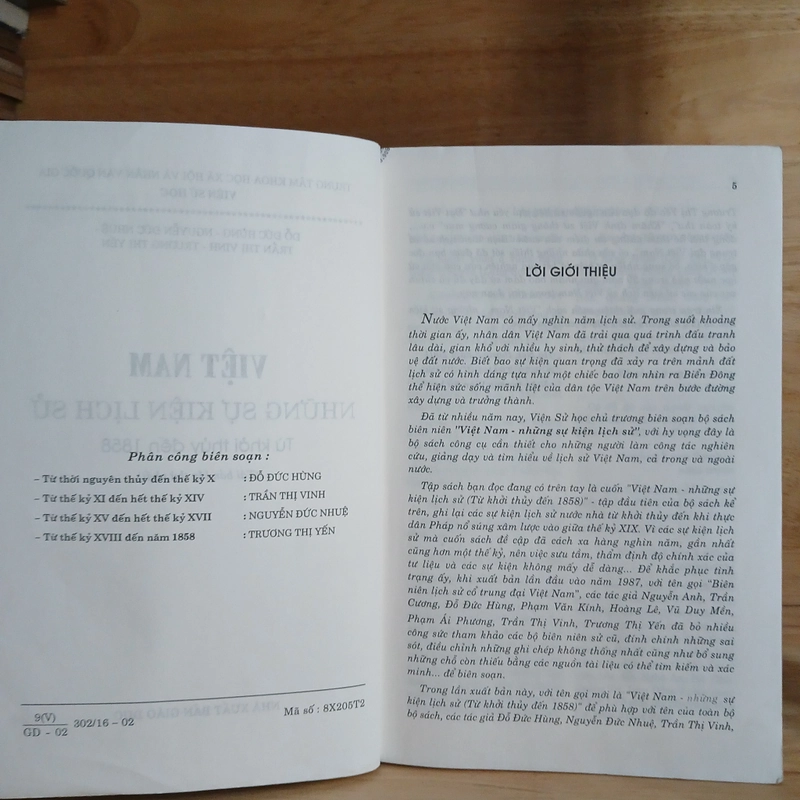 Phân công biên soạn :
– Từ thời nguyên thủy đến thế kỷ X : ĐỖ ĐỨC HÙNG
– Từ thế kỷ XI đến hết thế kỷ XIV : TRẦN THỊ VINH
– Từ thế kỷ XV đến hết thế kỷ XVII : NGUYỄN ĐỨC NHUỆ
– Từ thế kỷ XVIII đến năm 1858 : TRƯƠNG THỊ YẾN
9(V)
GD – 02
302/16 – 02
Mã số : 8X205T2
5
LỜI GIỚI THIỆU
Nước Việt Nam có mấy nghìn năm lịch sử. Trong suốt khoảng
thời gian ấy, nhân dân Việt Nam đã trải qua quá trình đấu tranh
lâu dài, gian khổ với nhiều hy sinh, thử thách để xây dựng và bảo
vệ đất nước. Biết bao sự kiện quan trọng đã xảy ra trên mảnh đất
lịch sử có hình dáng tựa như một chiếc bao lơn nhìn ra Biển Đông
thể hiện sức sống mãnh liệt của dân tộc Việt Nam trên bước đường
xây dựng và trưởng thành.
Đã từ nhiều năm nay, Viện Sử học chủ trương biên soạn bộ sách
biên niên "Việt Nam - những sự kiện lịch sử", với hy vọng đây là
bộ sách công cụ cần thiết cho những người làm công tác nghiên
cứu, giảng dạy và tìm hiểu về lịch sử Việt Nam, cả trong và ngoài
nước.
Tập sách bạn đọc đang có trên tay là cuốn "Việt Nam - những sự
kiện lịch sử (Từ khởi thủy đến 1858)" - tập đầu tiên của bộ sách kể
trên, ghi lại các sự kiện lịch sử nước nhà từ khởi thủy đến khi thực
dân Pháp nổ súng xâm lược vào giữa thế kỷ XIX. Vì các sự kiện lịch
sử mà cuốn sách đề cập đã cách xa hàng nghìn năm, gần nhất
cũng hơn một thế kỷ, nên việc sưu tầm, thẩm định độ chính xác của
tư liệu và các sự kiện không mấy dễ dàng... Để khắc phục tình
trạng ấy, khi xuất bản lần đầu vào năm 1987, với tên gọi "Biên
niên lịch sử cổ trung đại Việt Nam", các tác giả Nguyễn Anh, Trần
Cương, Đỗ Đức Hùng, Phạm Văn Kính, Hoàng Lê, Vũ Duy Mền,
Phạm Ái Phương, Trần Thị Vinh, Trương Thị Yến đã bỏ nhiều
công sức tham khảo các bộ biên niên sử cũ, đính chính những sai
sót, điều chỉnh những ghi chép không thống nhất cũng như bổ sung
những chỗ còn thiếu bằng các nguồn tài liệu có thể tìm kiếm và xác
minh... để biên soạn.
Trong lần xuất bản này, với tên gọi mới là "Việt Nam - những sự
kiện lịch sử (Từ khởi thủy đến 1858)" để phù hợp với tên của toàn bộ
bộ sách, các tác giả Đỗ Đức Hùng, Nguyễn Đức Nhuệ, Trần Thị Vinh,